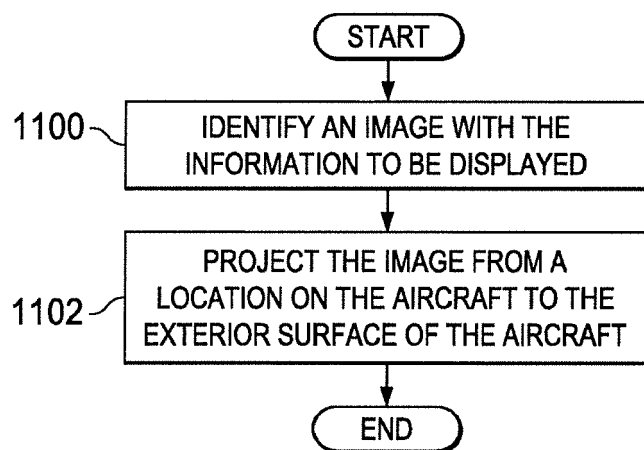 START
1100
IDENTIFY AN IMAGE WITH THE
INFORMATION TO BE DISPLAYED
PROJECT THE IMAGE FROM A
1102
LOCATION ON THE AIRCRAFT TO THE
EXTERIOR SURFACE OF THE AIRCRAFT
END